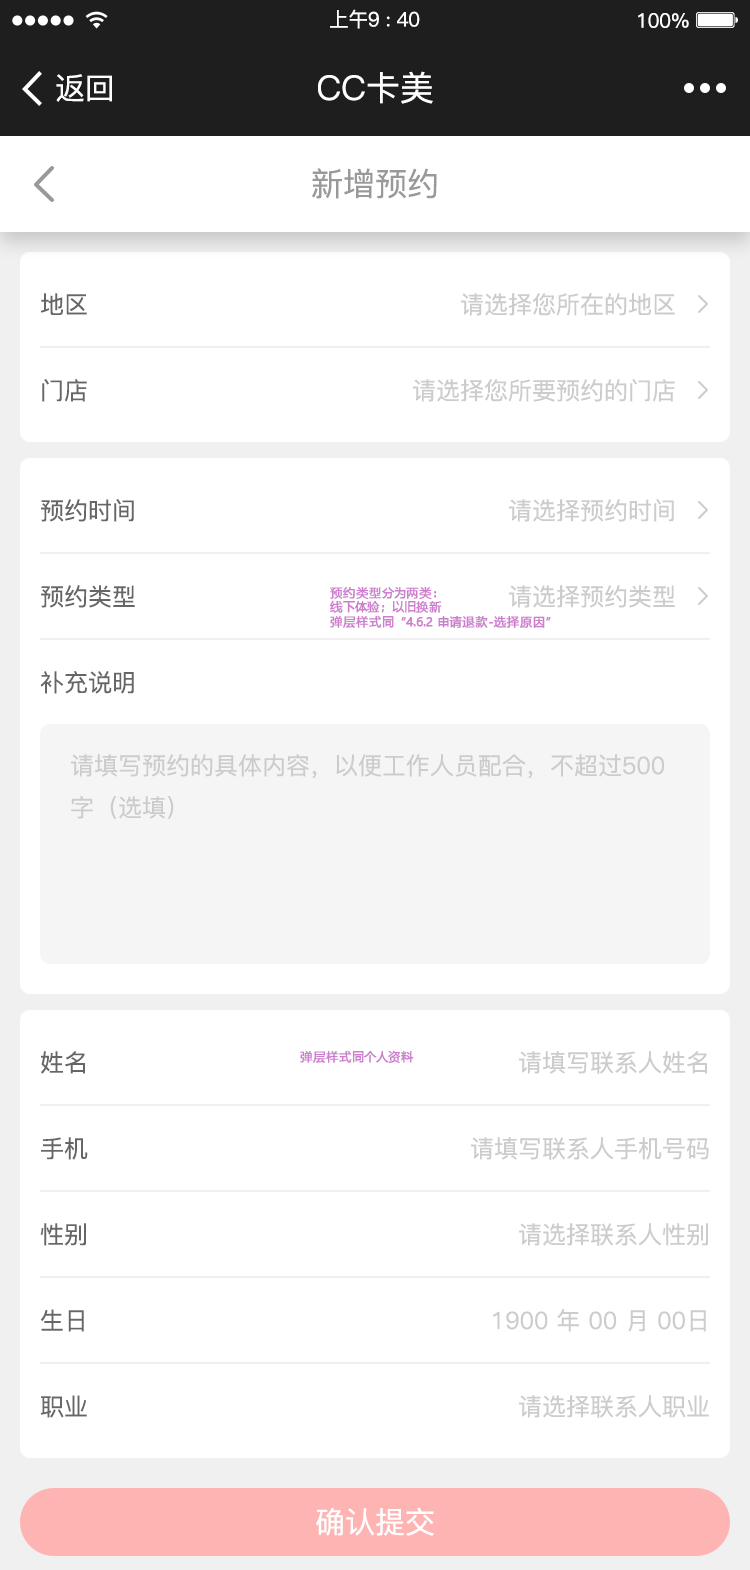 上午9 : 40
100%
返回
CC卡美
新增预约
地区
请选择您所在的地区
门店
请选择您所要预约的门店
预约时间
请选择预约时间
预约类型
预约类型分为两类：
线下体验；以旧换新
弹层样式同“4.6.2 申请退款-选择原因”
请选择预约类型
补充说明
请填写预约的具体内容，以便工作人员配合，不超过500
字（选填）
姓名
弹层样式同个人资料
请填写联系人姓名
手机
请填写联系人手机号码
性别
请选择联系人性别
生日
1900 年 00 月 00日
职业
请选择联系人职业
确认提交